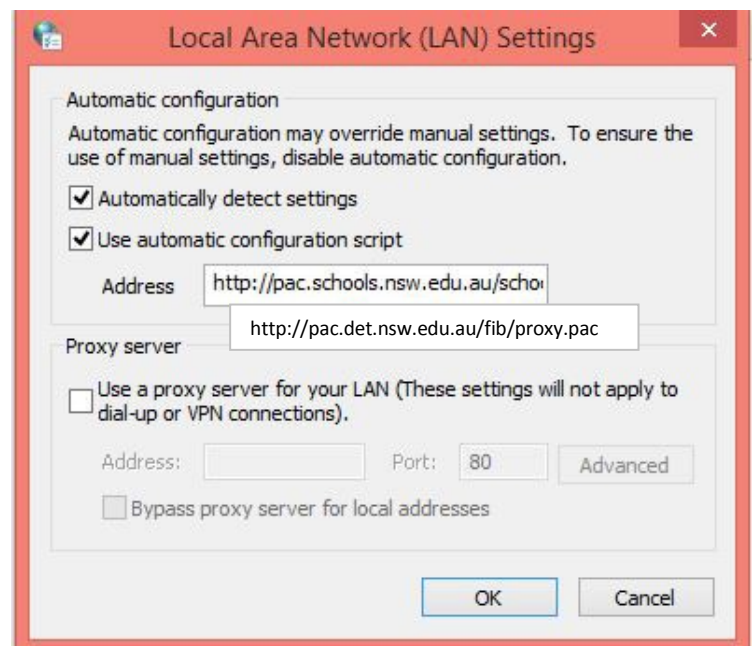 Local Area Network (LAN) Settings
Automatic configuration
Automatic configuration may override manual settings. To ensure the
use of manual settings, disable automatic configuration.
Automatically detect settings
Use automatic configuration script
Address http://pac.schools.nsw.edu.au/schoo
http://pac.det.nsw.edu.au/fib/proxy.pac
Proxy server
Use a proxy server for your LAN (These settings will not apply to
dial-up or VPN connections).
Address: Port: 80 Advanced
Bypass proxy server for local addresses
OK Cancel